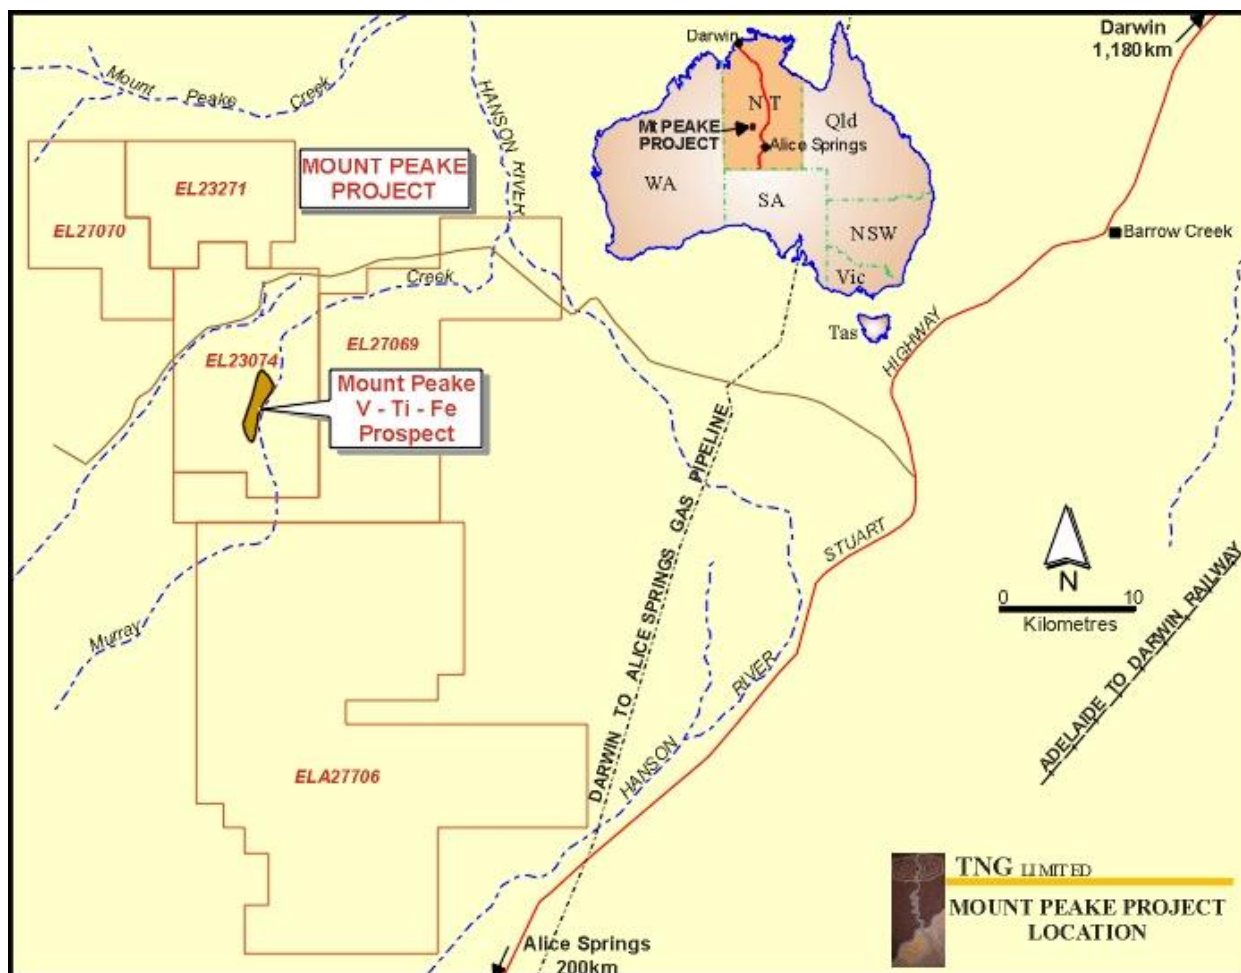 Darwin
1,180km
Mount Peake Creek
HANSON RIVER
Darwin
NT
Qld
Mt PEAKE
PROJECT
Alice Springs
WA
SA
NSW
Vic
Tas
MOUNT PEAKE
PROJECT
EL23271
EL27070
Barrow Creek
Creek
EL23074
EL27069
Mount Peake
V - Ti - Fe
Prospect
HIGHWAY
STUART
DARWIN TO ALICE SPRINGS GAS PIPELINE
N
0 10
Kilometres
Murray
HANSON RIVER
ADELAIDE TO DARWIN RAILWAY
ELA27706
TNG LIMITED
MOUNT PEAKE PROJECT
LOCATION
Alice Springs
200km